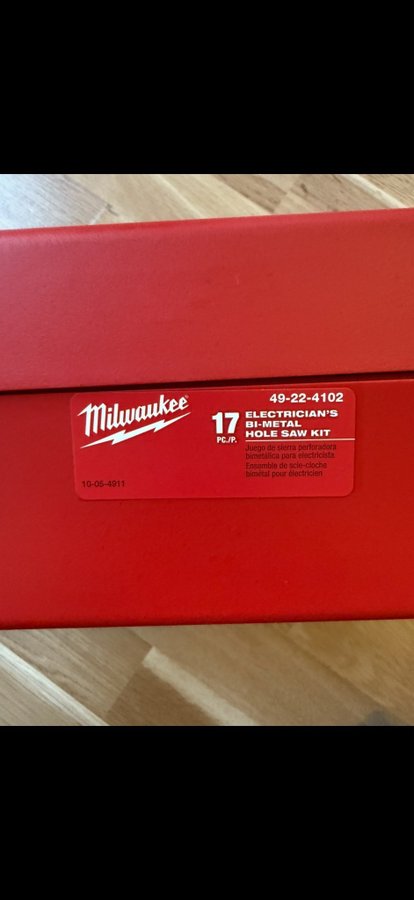 49-22-4102
Milwaukee
17
PC./P.
ELECTRICIAN'S
BI-METAL
HOLE SAW KIT
Juego de sierra perforadora
bimetálica para electricista
Ensamble de scie-cloche
bimétal pour électricien
10-05-4911